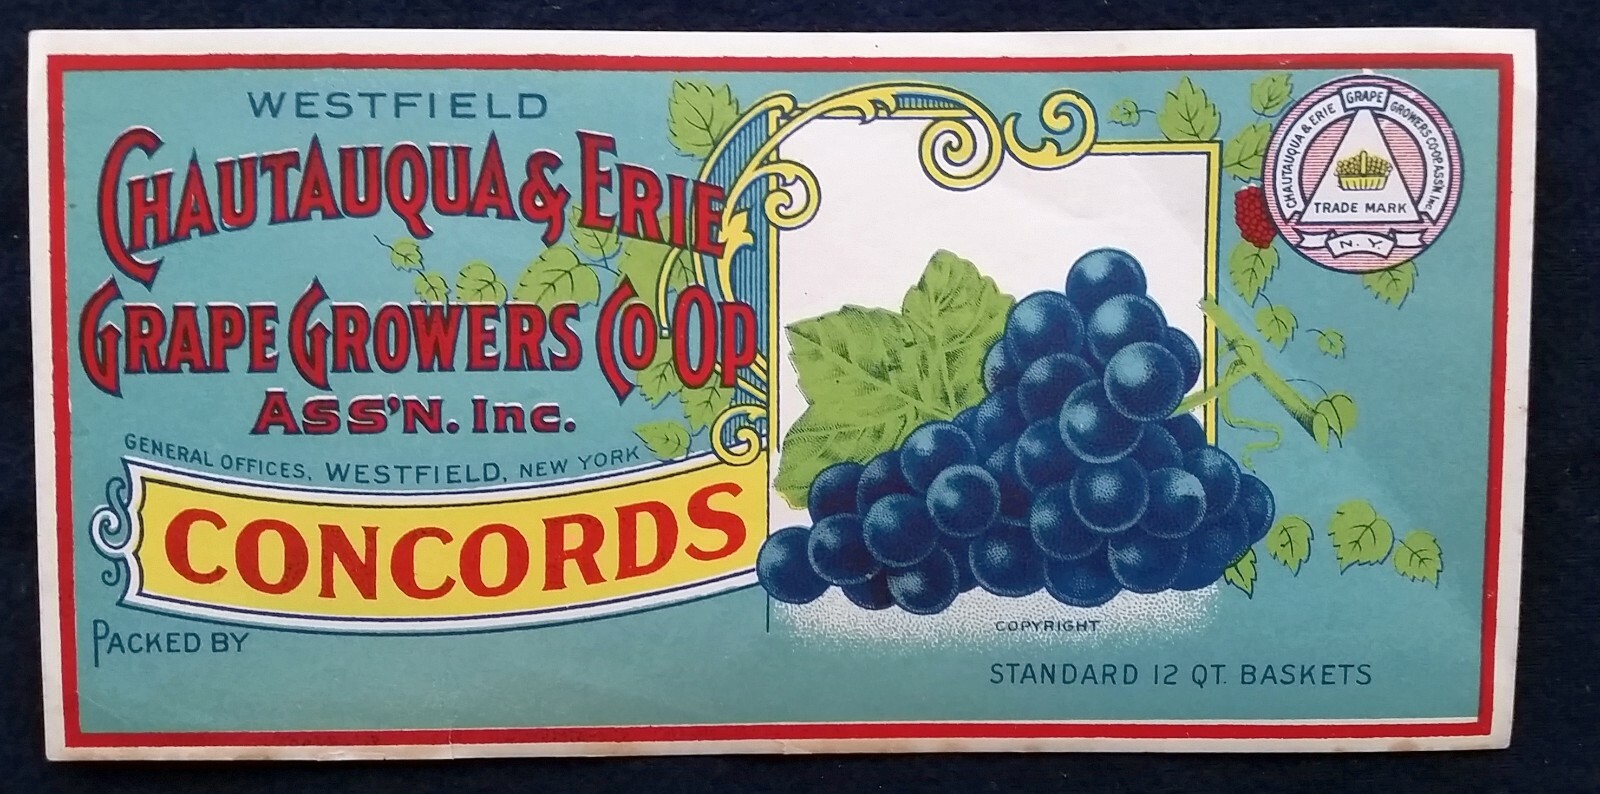 WESTFIELD
CHAUTAUQUA & ERIE
GRAPE GROWERS CO-OP
ASS'N. Inc.
GENERAL OFFICES, WESTFIELD, NEW YORK
CONCORDS
PACKED BY
CHAUTAUQUA & ERIE GRAPE GROWERS CO-OP. ASS'N. Inc.
TRADE MARK
N. Y.
COPYRIGHT
STANDARD 12 QT. BASKETS